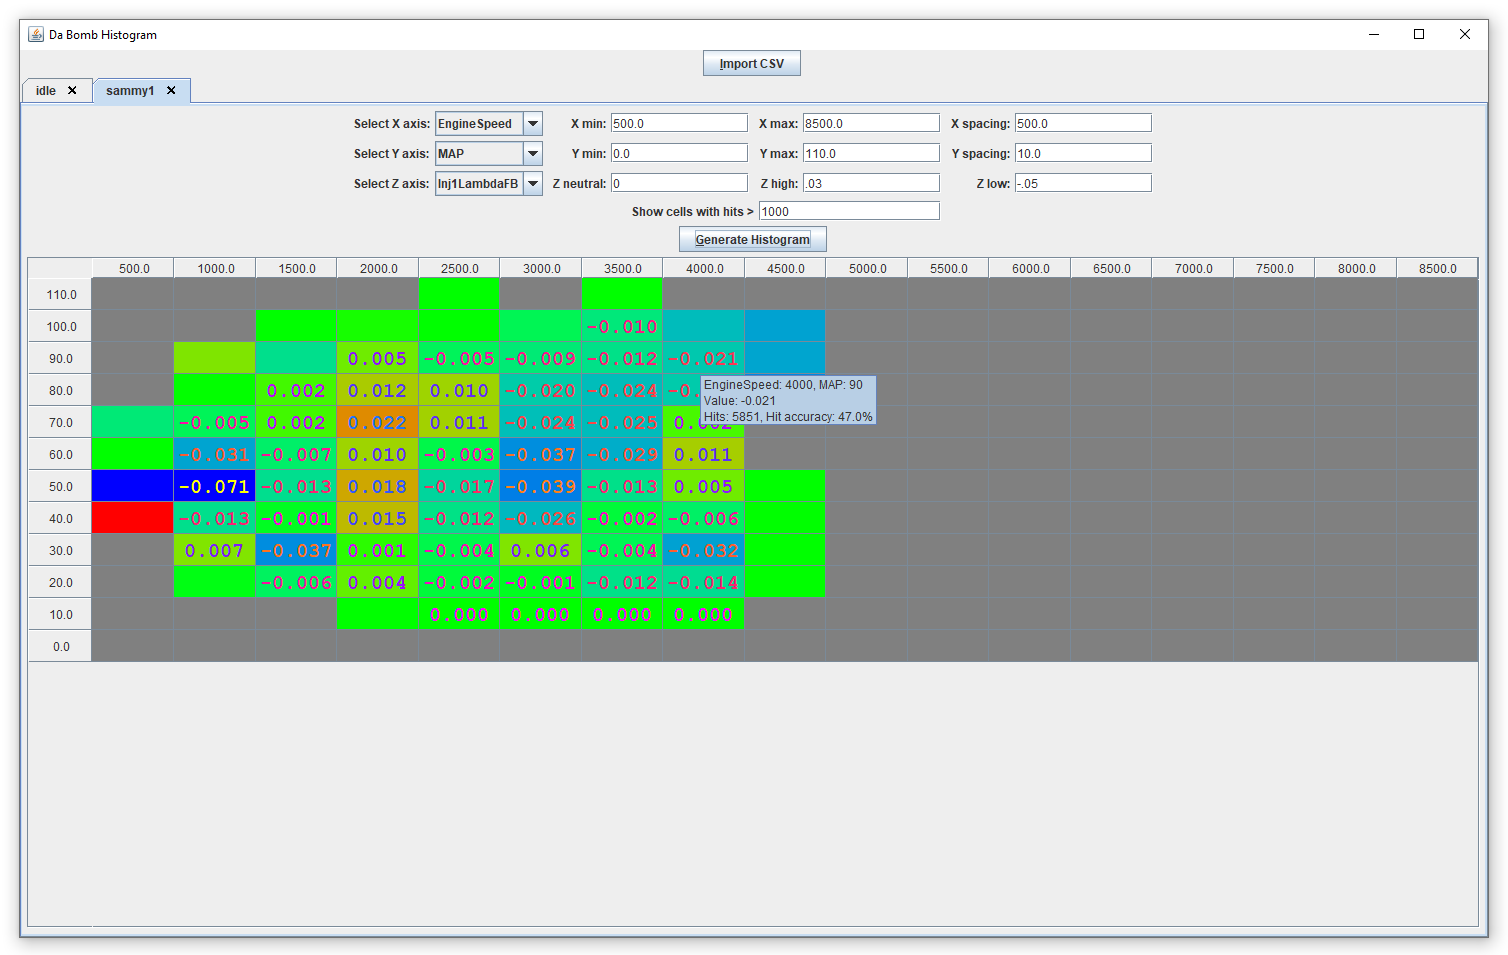 Da Bomb Histogram
Import CSV
idle sammy1
Select X axis: EngineSpeed X min: 500.0 X max: 8500.0 X spacing: 500.0
Select Y axis: MAP Y min: 0.0 Y max: 110.0 Y spacing: 10.0
Select Z axis: Inj1LambdaFB Z neutral: 0 Z high: .03 Z low: -.05
Show cells with hits > 1000
Generate Histogram
500.0 1000.0 1500.0 2000.0 2500.0 3000.0 3500.0 4000.0 4500.0 5000.0 5500.0 6000.0 6500.0 7000.0 7500.0 8000.0 8500.0
110.0
100.0 -0.010
90.0 0.005 -0.005 -0.009 -0.012 -0.021
80.0 0.002 0.012 0.010 -0.020 -0.024
EngineSpeed: 4000, MAP: 90
Value: -0.021
Hits: 5851, Hit accuracy: 47.0%
70.0 -0.005 0.002 0.022 0.011 -0.024 -0.025 0.002
60.0 -0.031 -0.007 0.010 -0.003 -0.037 -0.029 0.011
50.0 -0.071 -0.013 0.018 -0.017 -0.039 -0.013 0.005
40.0 -0.013 -0.001 0.015 -0.012 -0.026 -0.002 -0.006
30.0 0.007 -0.037 0.001 -0.004 0.006 -0.004 -0.032
20.0 -0.006 0.004 -0.002 -0.001 -0.012 -0.014
10.0 0.000 0.000 0.000 0.000
0.0